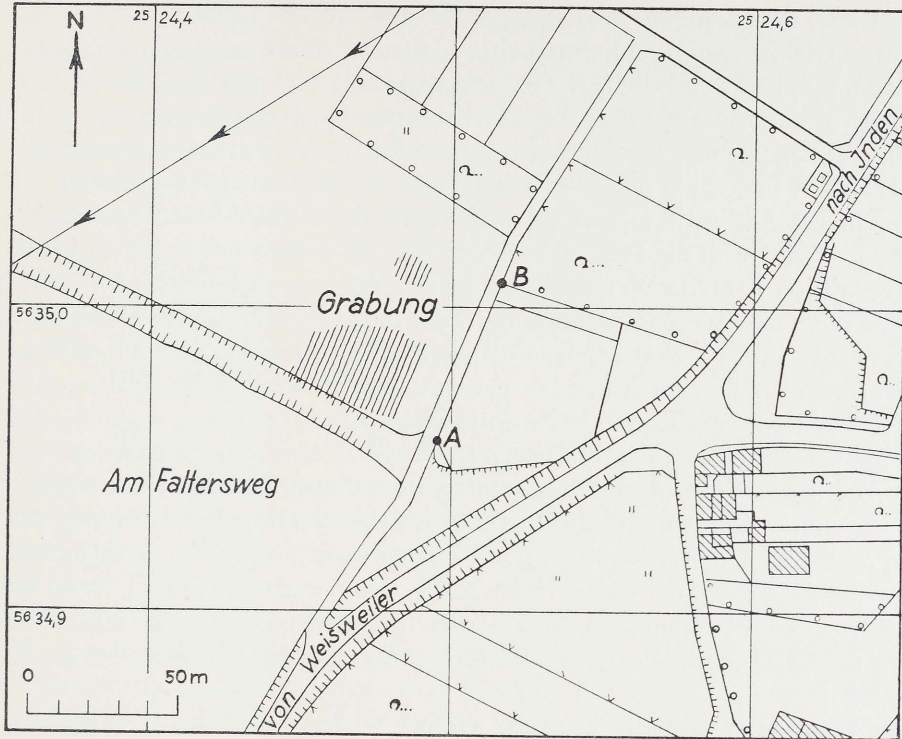 N
25 24,4
25 24,6
nach Inden
B
Grabung
56 35,0
A
Am Faltersweg
56 34,9
von Weisweiler
0 50m